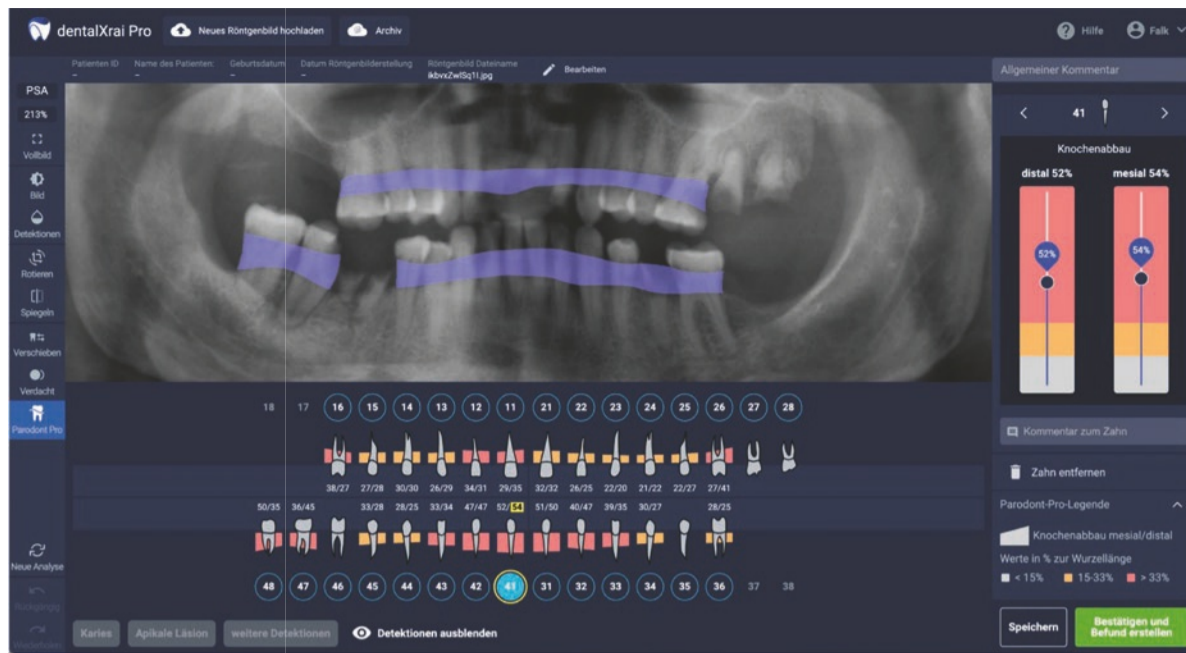 dentalXrai Pro
Neues Röntgenbild hochladen
Archiv
Hilfe
Falk
Patienten ID
–
Name des Patienten:
–
Geburtsdatum
–
Datum Röntgenbilderstellung
–
Röntgenbild Dateiname
ikbvxZwlSq1l.jpg
Bearbeiten
PSA
213%
Vollbild
Bild
Detektionen
Rotieren
Spiegeln
Verschieben
Verdacht
Parodont Pro
Neue Analyse
Rückgängig
Wiederholen
18 17 16 15 14 13 12 11 21 22 23 24 25 26 27 28
38/27 27/28 30/30 26/29 34/31 29/35 32/32 26/25 22/20 21/22 22/27 27/41
50/35 36/45 33/28 28/25 33/34 47/47 52/54 51/50 40/47 39/35 30/27 28/25
48 47 46 45 44 43 42 41 31 32 33 34 35 36 37 38
Karies
Apikale Läsion
weitere Detektionen
Detektionen ausblenden
Allgemeiner Kommentar
41
Knochenabbau
distal 52% mesial 54%
52% 54%
Kommentar zum Zahn
Zahn entfernen
Parodont-Pro-Legende
Knochenabbau mesial/distal
Werte in % zur Wurzellänge
< 15% 15-33% > 33%
Speichern
Bestätigen und
Befund erstellen